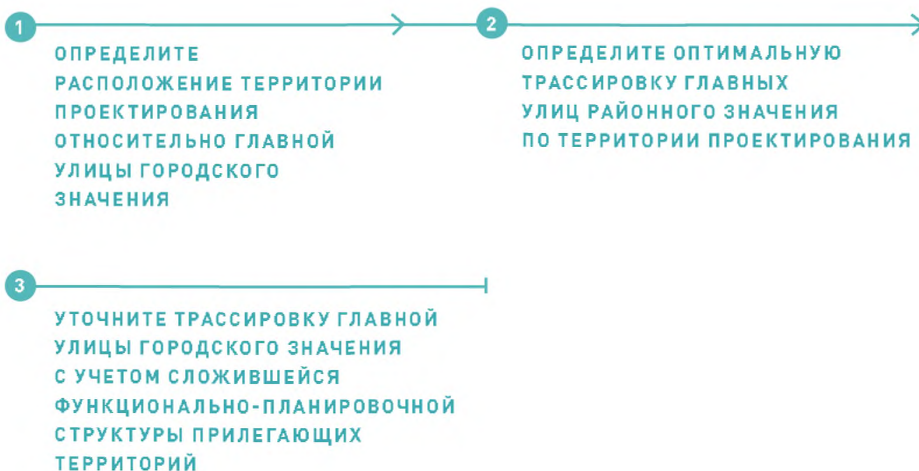 1
ОПРЕДЕЛИТЕ
РАСПОЛОЖЕНИЕ ТЕРРИТОРИИ
ПРОЕКТИРОВАНИЯ
ОТНОСИТЕЛЬНО ГЛАВНОЙ
УЛИЦЫ ГОРОДСКОГО
ЗНАЧЕНИЯ
2
ОПРЕДЕЛИТЕ ОПТИМАЛЬНУЮ
ТРАССИРОВКУ ГЛАВНЫХ
УЛИЦ РАЙОННОГО ЗНАЧЕНИЯ
ПО ТЕРРИТОРИИ ПРОЕКТИРОВАНИЯ
3
УТОЧНИТЕ ТРАССИРОВКУ ГЛАВНОЙ
УЛИЦЫ ГОРОДСКОГО ЗНАЧЕНИЯ
С УЧЕТОМ СЛОЖИВШЕЙСЯ
ФУНКЦИОНАЛЬНО-ПЛАНИРОВОЧНОЙ
СТРУКТУРЫ ПРИЛЕГАЮЩИХ
ТЕРРИТОРИЙ